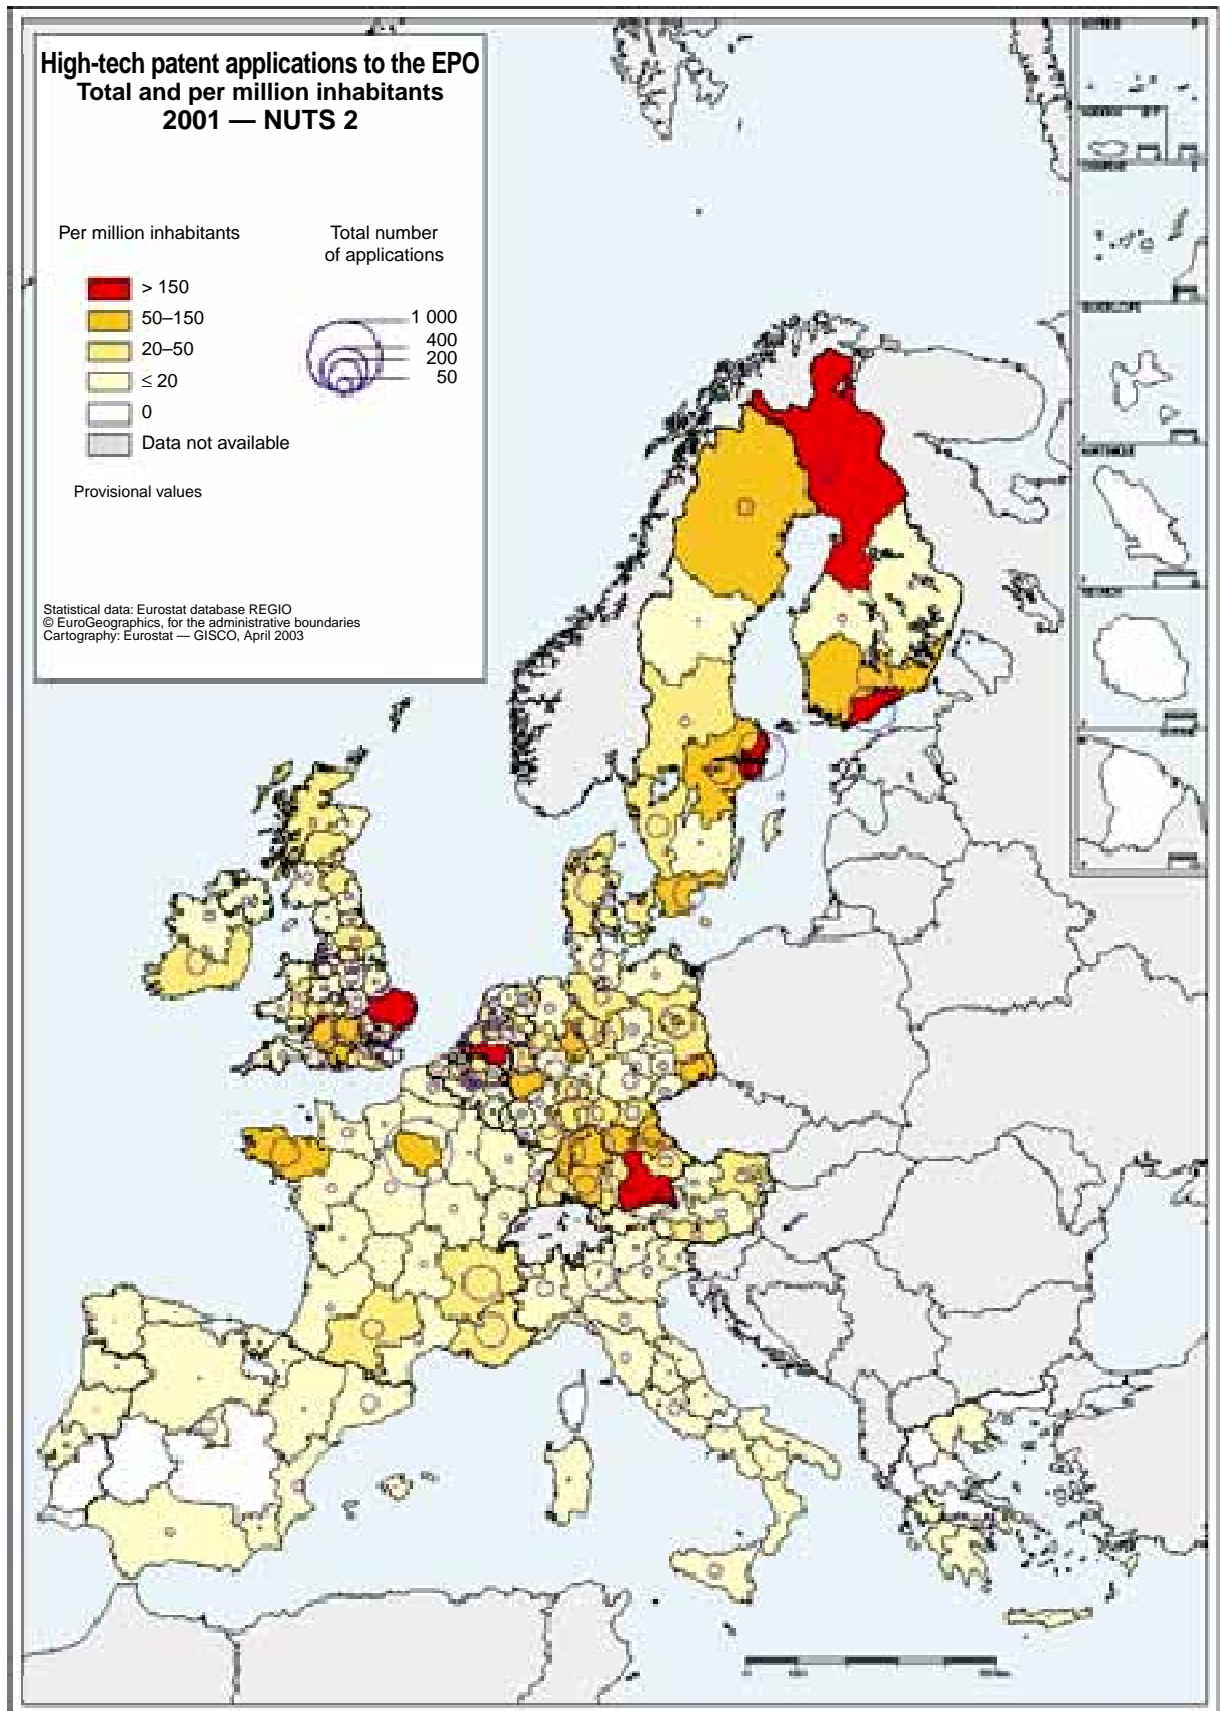 High-tech patent applications to the EPO
Total and per million inhabitants
2001 — NUTS 2
Per million inhabitants
> 150
50–150
20–50
≤ 20
0
Data not available
Total number
of applications
1 000
400
200
50
Provisional values
Statistical data: Eurostat database REGIO
© EuroGeographics, for the administrative boundaries
Cartography: Eurostat — GISCO, April 2003